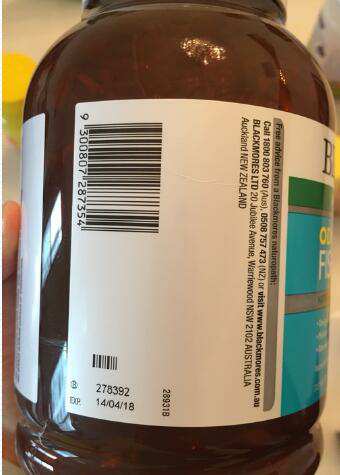 Free advice from a Blackmores naturopath:
Call 1800 803 760 (Aus), 0508 757 473 (NZ) or visit www.blackmores.com.au
BLACKMORES LTD 20 Jubilee Avenue, Warriewood NSW 2102 AUSTRALIA
Auckland NEW ZEALAND
9 300807 287354
28931B
B 278392
EXP. 14/04/18